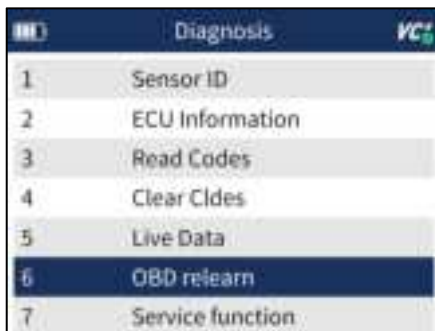 Diagnosis VCI
1 Sensor ID
2 ECU Information
3 Read Codes
4 Clear Cldes
5 Live Data
6 OBD relearn
7 Service function